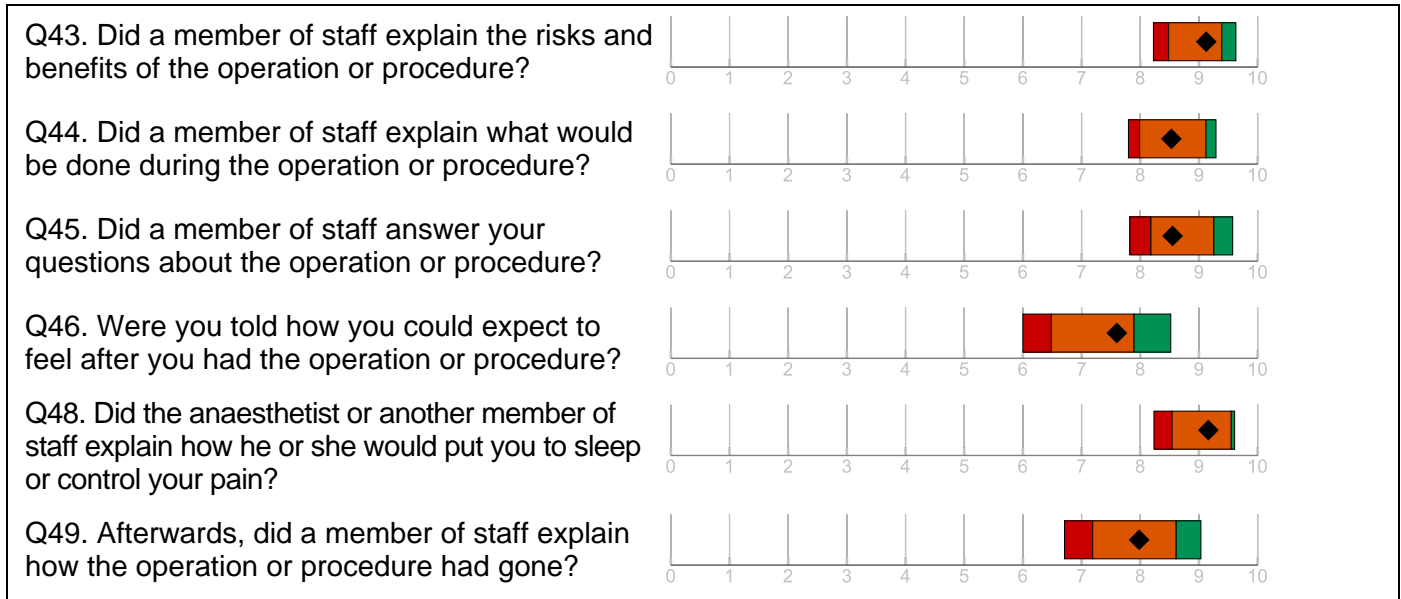 Q43. Did a member of staff explain the risks and
benefits of the operation or procedure?
0 1 2 3 4 5 6 7 8 9 10
Q44. Did a member of staff explain what would
be done during the operation or procedure?
0 1 2 3 4 5 6 7 8 9 10
Q45. Did a member of staff answer your
questions about the operation or procedure?
0 1 2 3 4 5 6 7 8 9 10
Q46. Were you told how you could expect to
feel after you had the operation or procedure?
0 1 2 3 4 5 6 7 8 9 10
Q48. Did the anaesthetist or another member of
staff explain how he or she would put you to sleep
or control your pain?
0 1 2 3 4 5 6 7 8 9 10
Q49. Afterwards, did a member of staff explain
how the operation or procedure had gone?
0 1 2 3 4 5 6 7 8 9 10